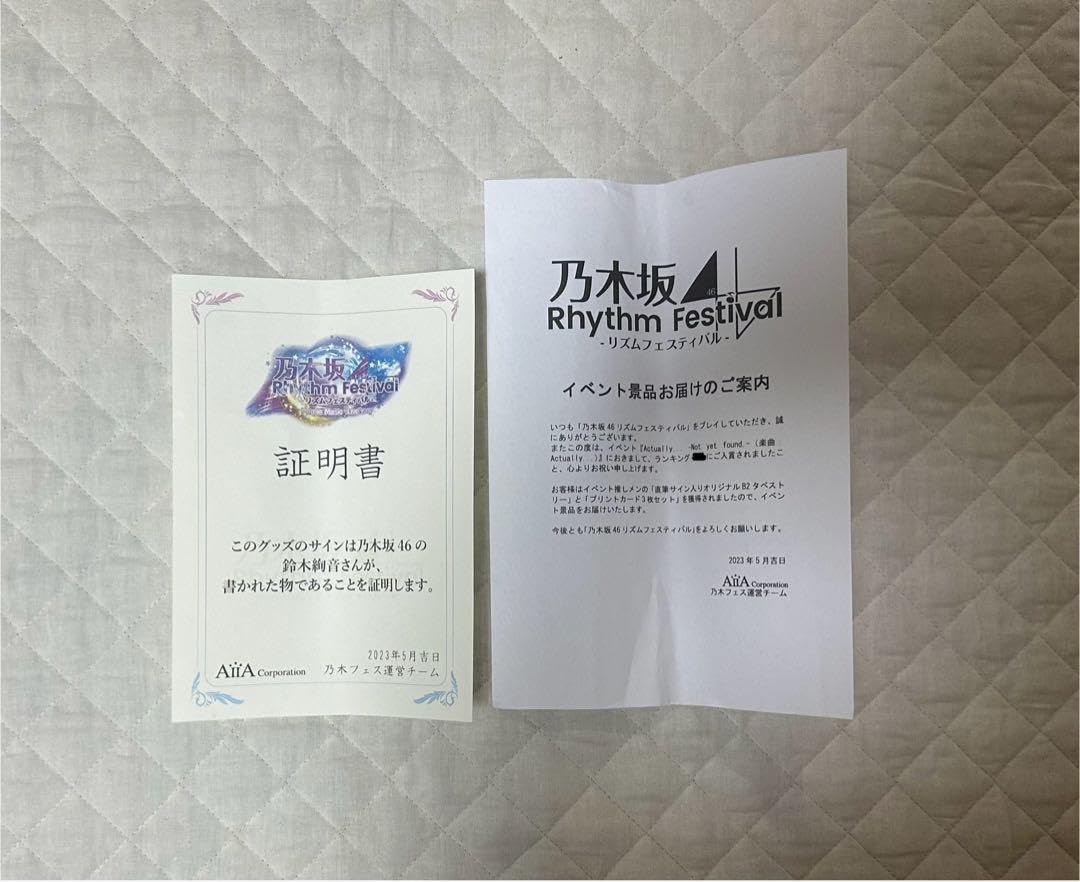 乃木坂46
Rhythm Festival
- リズムフェスティバル -
証明書
このグッズのサインは乃木坂46の
鈴木絢音さんが、
書かれた物であることを証明します。
2023年5月吉日
AiiA Corporation 乃木フェス運営チーム
乃木坂46
Rhythm Festival
- リズムフェスティバル -
イベント景品お届けのご案内
いつも「乃木坂46リズムフェスティバル」をプレイしていただき、誠
にありがとうございます。
またこの度は、イベント『Actually... -Not yet found.- (楽曲：
Actually...)』におきまして、ランキング にご入賞されましたこ
と、心よりお祝い申し上げます。
お客様はイベント推しメンの「直筆サイン入りオリジナルB2タペスト
リー」と「プリントカード3枚セット」を獲得されましたので、イベン
ト景品をお届けいたします。
今後とも「乃木坂46リズムフェスティバル」をよろしくお願いします。
2023年5月吉日
AiiA Corporation
乃木フェス運営チーム